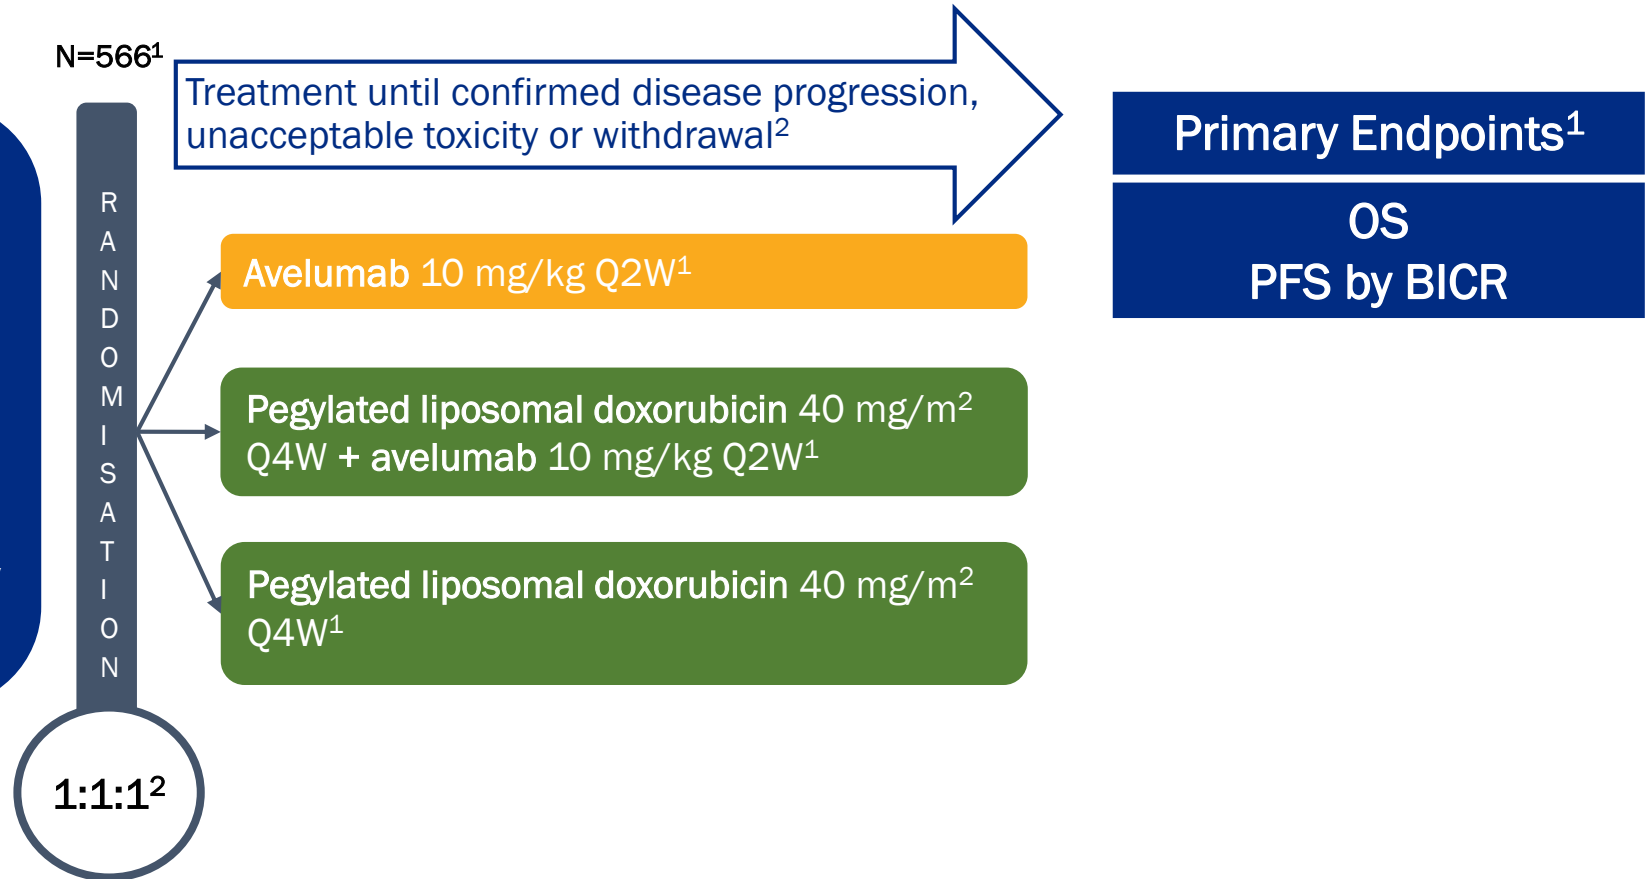 N=566¹
Treatment until confirmed disease progression,
unacceptable toxicity or withdrawal²
Primary Endpoints¹
OS
PFS by BICR
RANDOMISATION
Avelumab 10 mg/kg Q2W¹
Pegylated liposomal doxorubicin 40 mg/m²
Q4W + avelumab 10 mg/kg Q2W¹
Pegylated liposomal doxorubicin 40 mg/m²
Q4W¹
1:1:1²